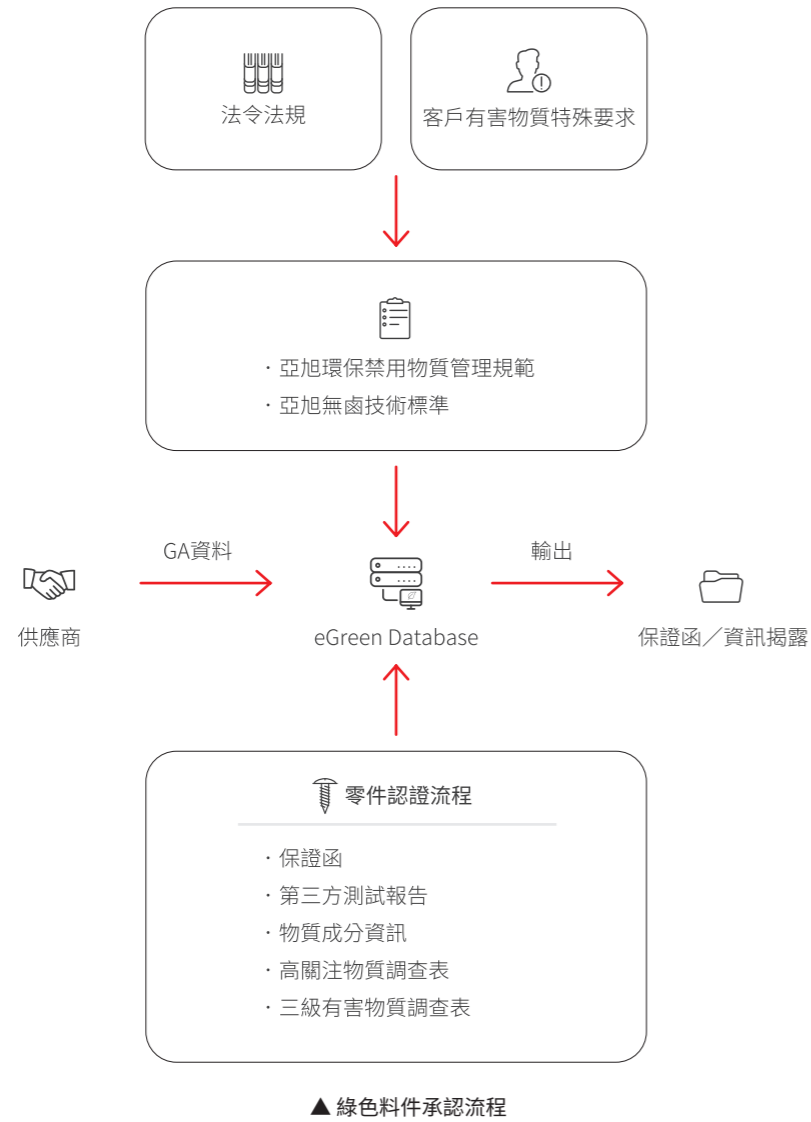 法令法規
客戶有害物質特殊要求
・亞旭環保禁用物質管理規範
・亞旭無鹵技術標準
GA資料
輸出
供應商
eGreen Database
保證函／資訊揭露
零件認證流程
・保證函
・第三方測試報告
・物質成分資訊
・高關注物質調查表
・三級有害物質調查表
▲ 綠色料件承認流程